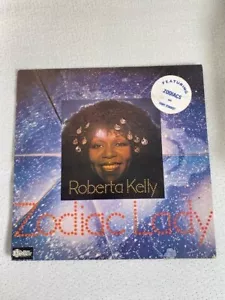 FEATURING
ZODIACS
Roberta Kelly
Zodiac Lady